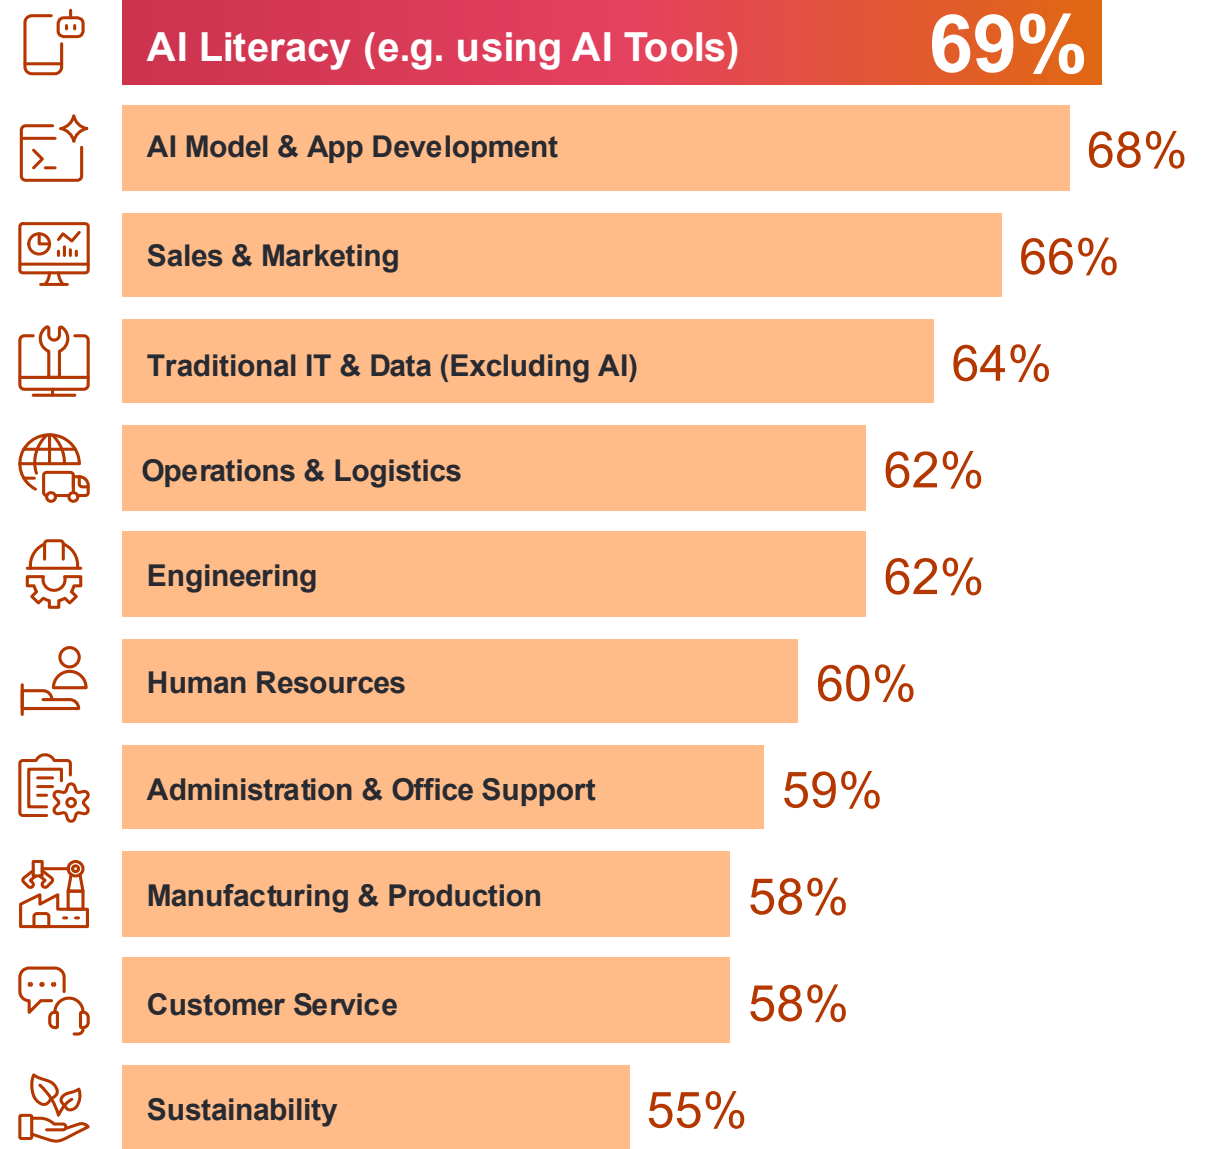 AI Literacy (e.g. using AI Tools) 69%
AI Model & App Development 68%
Sales & Marketing 66%
Traditional IT & Data (Excluding AI) 64%
Operations & Logistics 62%
Engineering 62%
Human Resources 60%
Administration & Office Support 59%
Manufacturing & Production 58%
Customer Service 58%
Sustainability 55%